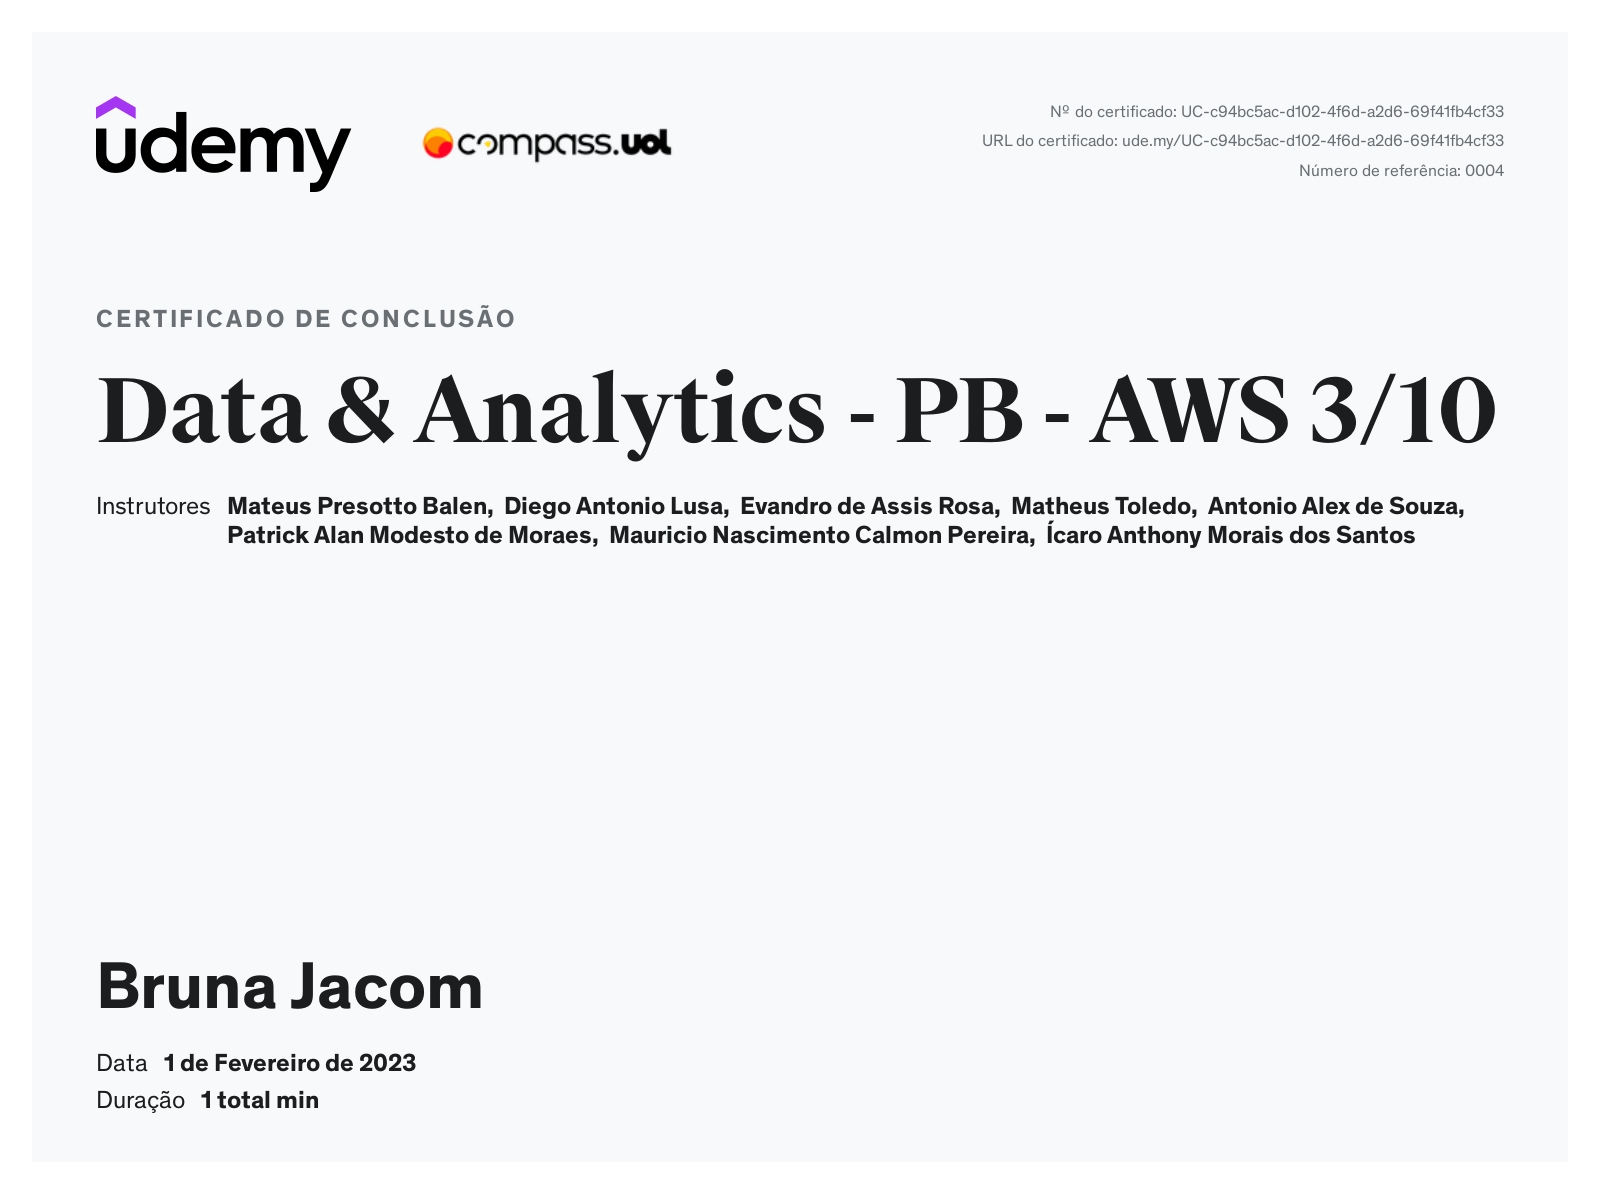 udemy
compass.uol
Nº do certificado: UC-c94bc5ac-d102-4f6d-a2d6-69f41fb4cf33
URL do certificado: ude.my/UC-c94bc5ac-d102-4f6d-a2d6-69f41fb4cf33
Número de referência: 0004
CERTIFICADO DE CONCLUSÃO
Data & Analytics - PB - AWS 3/10
Instrutores Mateus Presotto Balen, Diego Antonio Lusa, Evandro de Assis Rosa, Matheus Toledo, Antonio Alex de Souza,
Patrick Alan Modesto de Moraes, Mauricio Nascimento Calmon Pereira, Ícaro Anthony Morais dos Santos
Bruna Jacom
Data 1 de Fevereiro de 2023
Duração 1 total min